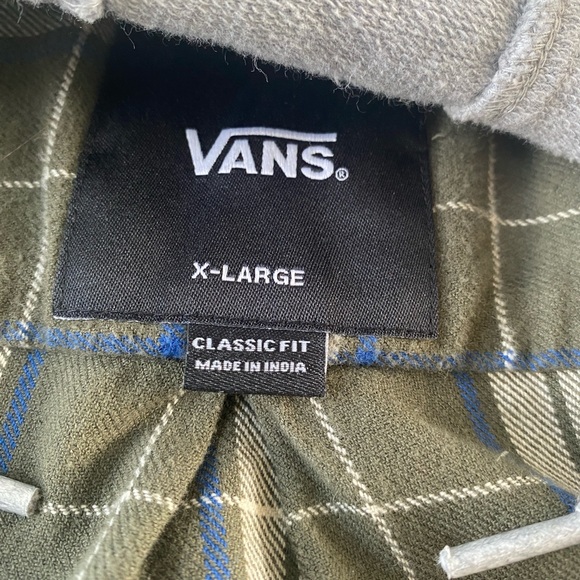 VANS®
X-LARGE
CLASSIC FIT
MADE IN INDIA